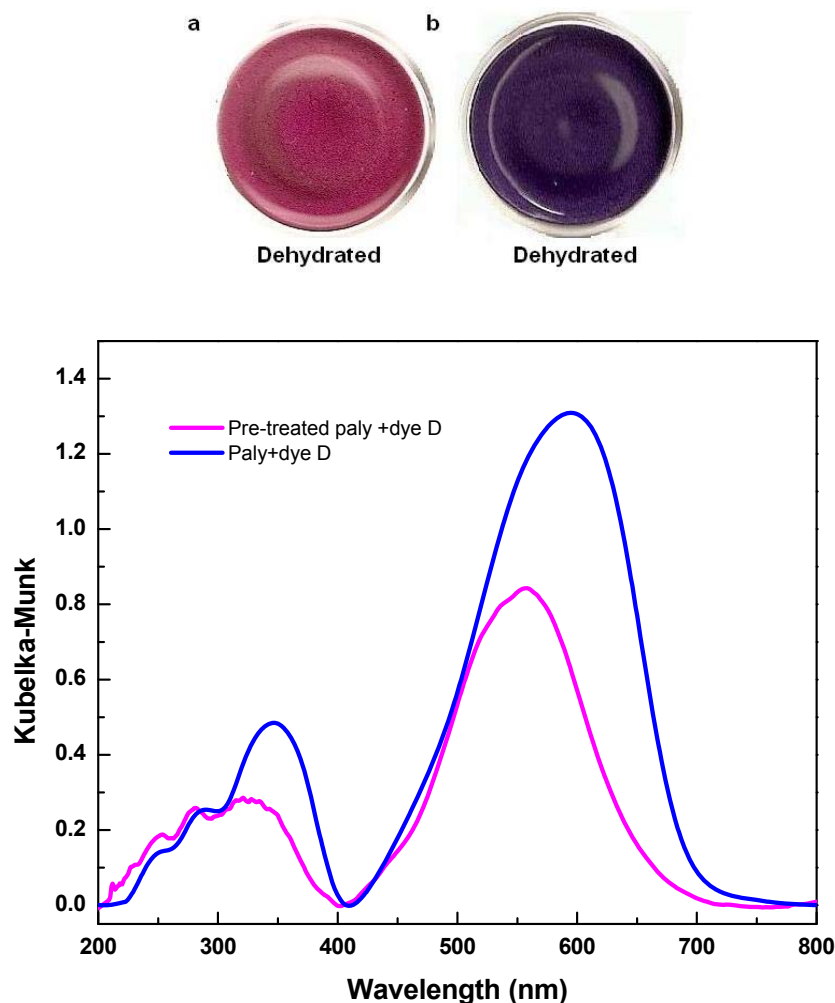 a b
Dehydrated Dehydrated
1.4
1.2
1.0
0.8
0.6
0.4
0.2
0.0
Pre-treated paly +dye D
Paly+dye D
Kubelka-Munk
200 300 400 500 600 700 800
Wavelength (nm)